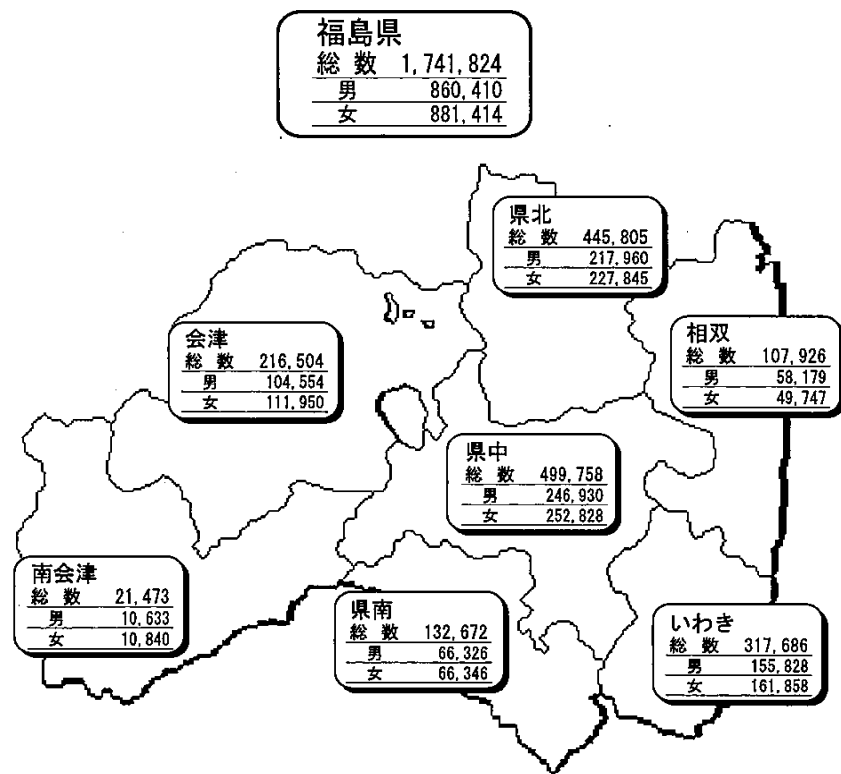 福島県
総 数 1,741,824
男 860,410
女 881,414
県北
総 数 445,805
男 217,960
女 227,845
会津
総 数 216,504
男 104,554
女 111,950
相双
総 数 107,926
男 58,179
女 49,747
県中
総 数 499,758
男 246,930
女 252,828
南会津
総 数 21,473
男 10,633
女 10,840
県南
総 数 132,672
男 66,326
女 66,346
いわき
総 数 317,686
男 155,828
女 161,858